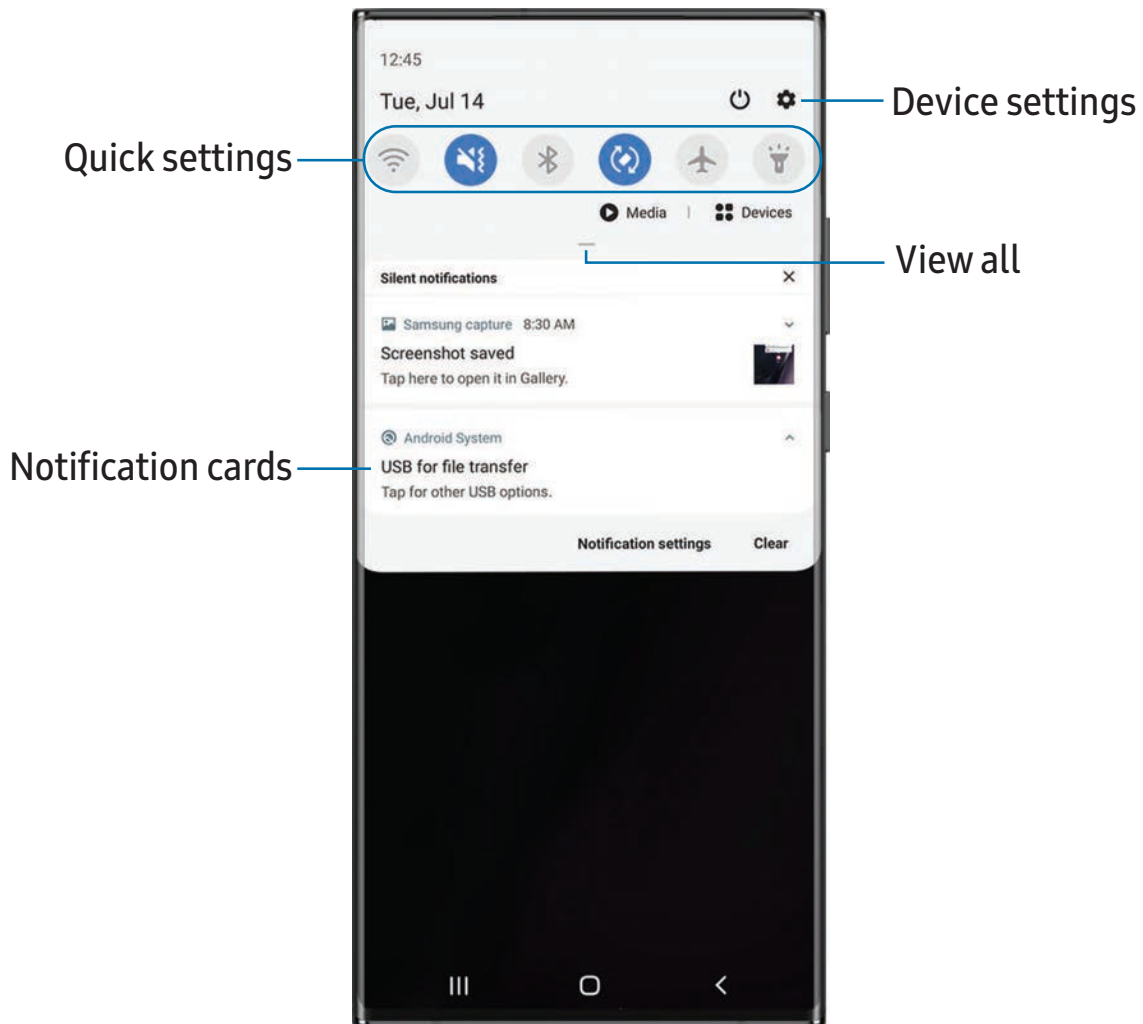 12:45
Tue, Jul 14
Device settings
Quick settings
Media | Devices
View all
Silent notifications
Samsung capture 8:30 AM
Screenshot saved
Tap here to open it in Gallery.
Android System
Notification cards
USB for file transfer
Tap for other USB options.
Notification settings Clear